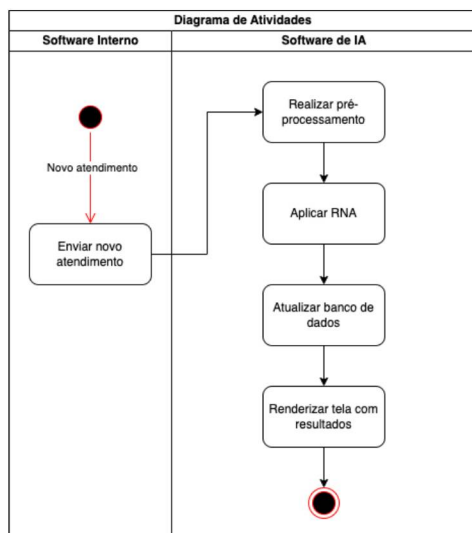 Diagrama de Atividades
Software Interno
Software de IA
Novo atendimento
Enviar novo
atendimento
Realizar pré-
processamento
Aplicar RNA
Atualizar banco de
dados
Renderizar tela com
resultados